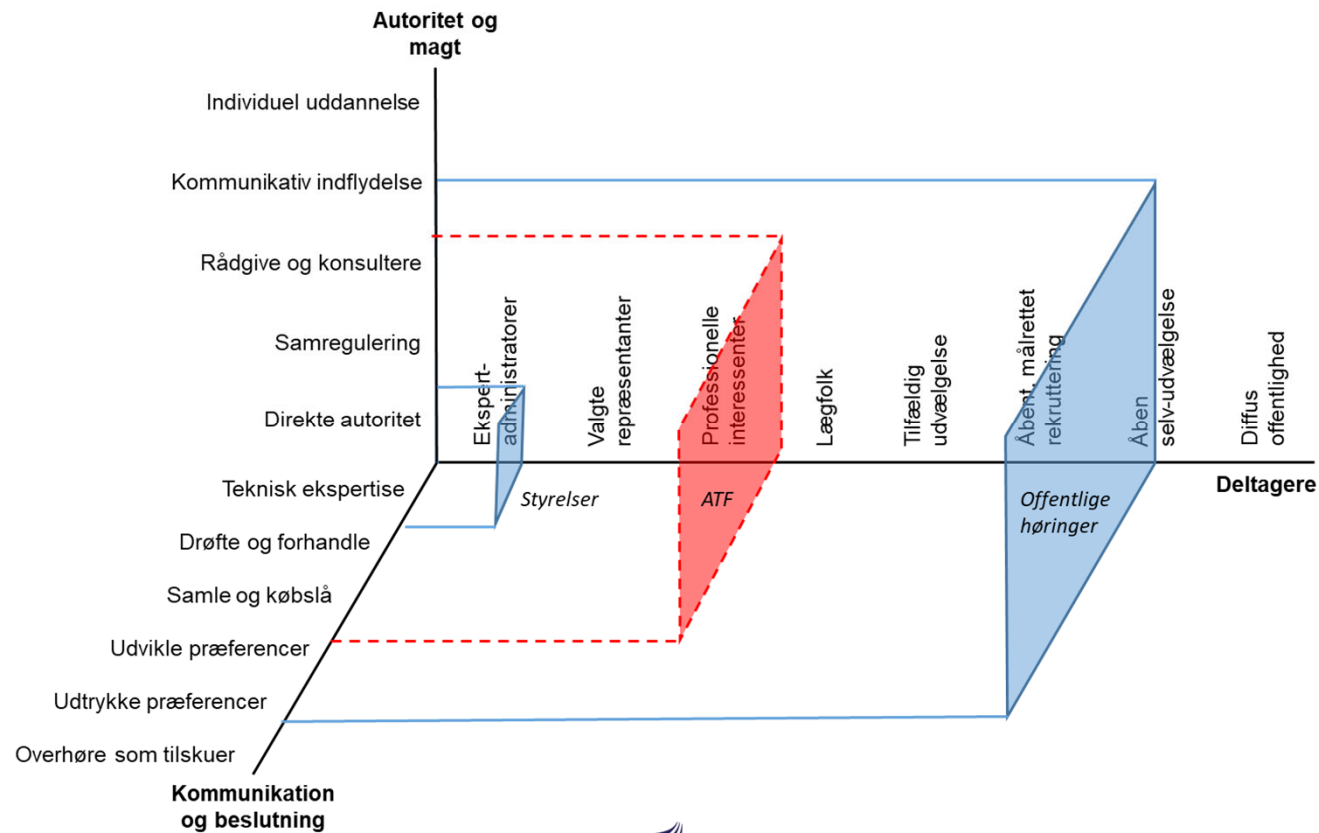 Autoritet og
magt
Individuel uddannelse
Kommunikativ indflydelse
Rådgive og konsultere
Samregulering
Direkte autoritet
Ekspert-
administratorer
Valgte
repræsentanter
Professionelle
interessenter
Lægfolk
Tilfældig
udvælgelse
Åbent, målrettet
rekruttering
Åben
selv-udvælgelse
Diffus
offentlighed
Deltagere
Teknisk ekspertise
Drøfte og forhandle
Samle og købslå
Udvikle præferencer
Udtrykke præferencer
Overhøre som tilskuer
Kommunikation
og beslutning
Styrelser
ATF
Offentlige
høringer